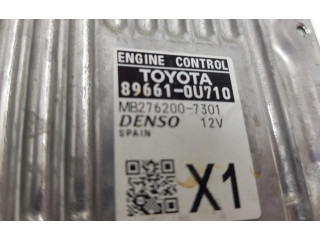 ENGINE CONTROL
TOYOTA
89661-0U710
MB276200-7301
DENSO 12V
SPAIN
X1